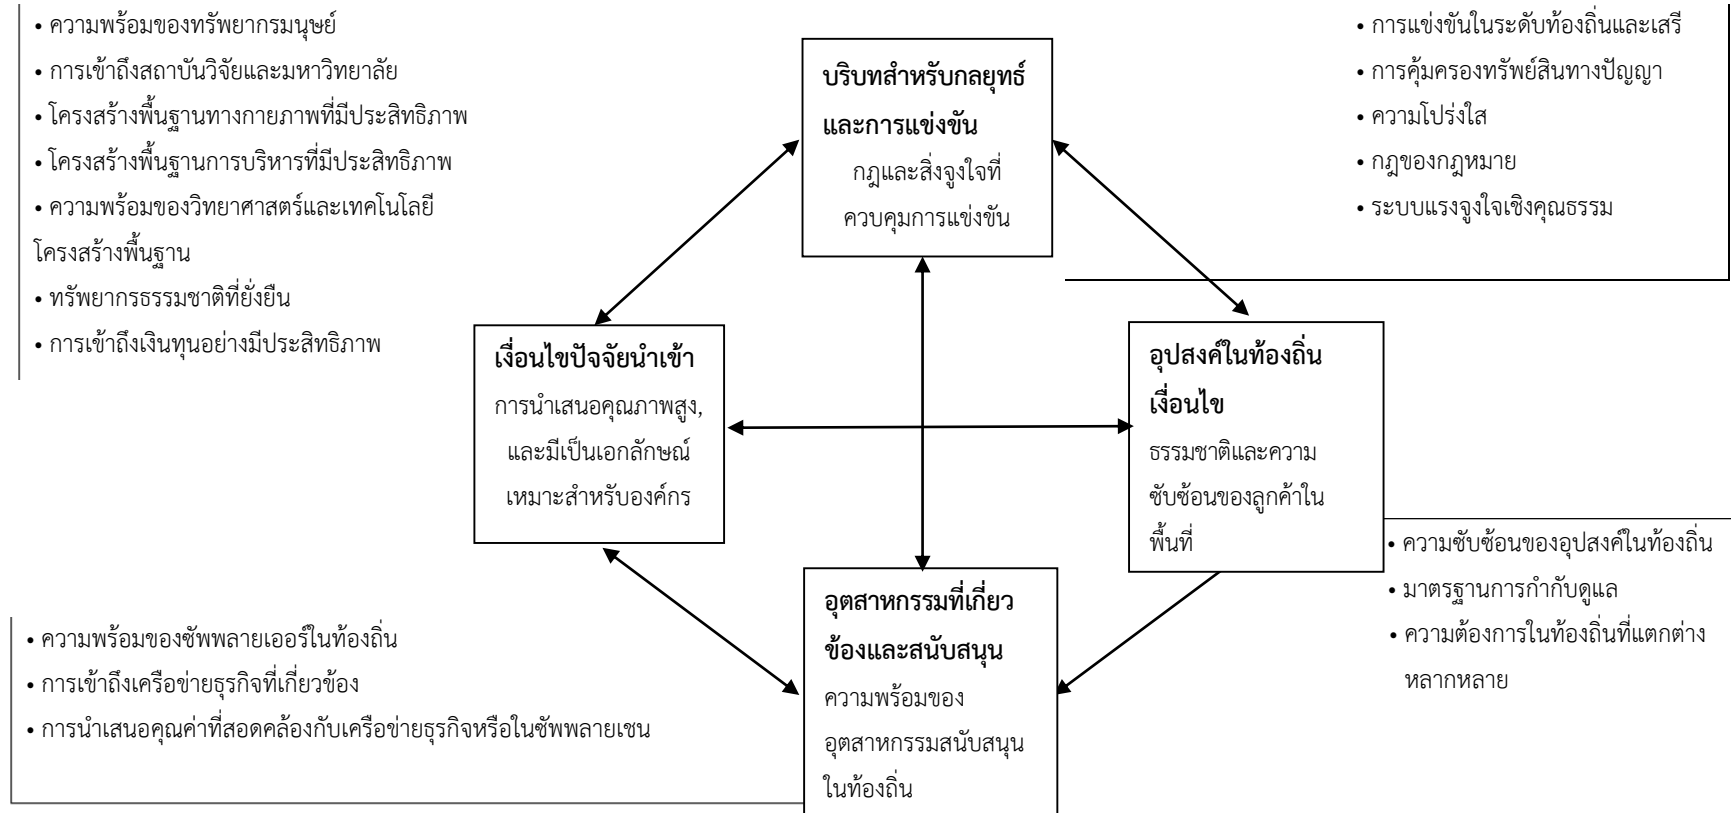 • ความพร้อมของทรัพยากรมนุษย์
• การเข้าถึงสถาบันวิจัยและมหาวิทยาลัย
• โครงสร้างพื้นฐานทางกายภาพที่มีประสิทธิภาพ
• โครงสร้างพื้นฐานการบริหารที่มีประสิทธิภาพ
• ความพร้อมของวิทยาศาสตร์และเทคโนโลยี
โครงสร้างพื้นฐาน
• ทรัพยากรธรรมชาติที่ยั่งยืน
• การเข้าถึงเงินทุนอย่างมีประสิทธิภาพ
บริบทสำหรับกลยุทธ์
และการแข่งขัน
กฎและสิ่งจูงใจที่
ควบคุมการแข่งขัน
• การแข่งขันในระดับท้องถิ่นและเสรี
• การคุ้มครองทรัพย์สินทางปัญญา
• ความโปร่งใส
• กฎของกฎหมาย
• ระบบแรงจูงใจเชิงคุณธรรม
เงื่อนไขปัจจัยนำเข้า
การนำเสนอคุณภาพสูง,
และมีเป็นเอกลักษณ์
เหมาะสำหรับองค์กร
อุปสงค์ในท้องถิ่น
เงื่อนไข
ธรรมชาติและความ
ซับซ้อนของลูกค้าใน
พื้นที่
• ความซับซ้อนของอุปสงค์ในท้องถิ่น
• มาตรฐานการกำกับดูแล
• ความต้องการในท้องถิ่นที่แตกต่าง
หลากหลาย
• ความพร้อมของซัพพลายเออร์ในท้องถิ่น
• การเข้าถึงเครือข่ายธุรกิจที่เกี่ยวข้อง
• การนำเสนอคุณค่าที่สอดคล้องกับเครือข่ายธุรกิจหรือในซัพพลายเชน
อุตสาหกรรมที่เกี่ยว
ข้องและสนับสนุน
ความพร้อมของ
อุตสาหกรรมสนับสนุน
ในท้องถิ่น